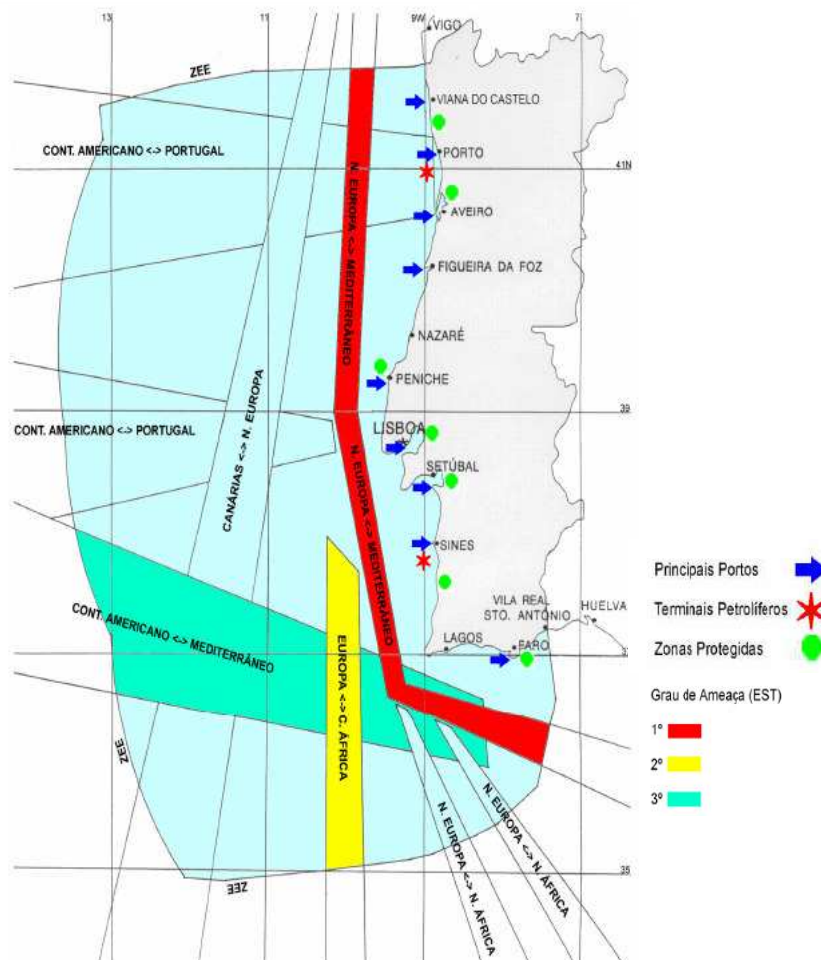 13
11
9W
7
VIGO
ZEE
VIANA DO CASTELO
CONT. AMERICANO <-> PORTUGAL
PORTO
41N
N. EUROPA <-> MEDITERRÂNEO
AVEIRO
FIGUEIRA DA FOZ
NAZARÉ
PENICHE
39
CONT. AMERICANO <-> PORTUGAL
LISBOA
CANÁRIAS <-> N. EUROPA
N. EUROPA <-> MEDITERRÂNEO
SETÚBAL
SINES
VILA REAL
STO. ANTÓNIO
HUELVA
LAGOS
FARO
CONT. AMERICANO <-> MEDITERRÂNEO
EUROPA <-> C. ÁFRICA
ZEE
N. EUROPA <-> N. ÁFRICA
N. EUROPA <-> N. ÁFRICA
35
ZEE
Principais Portos
Terminais Petrolíferos
Zonas Protegidas
Grau de Ameaça (EST)
1º
2º
3º